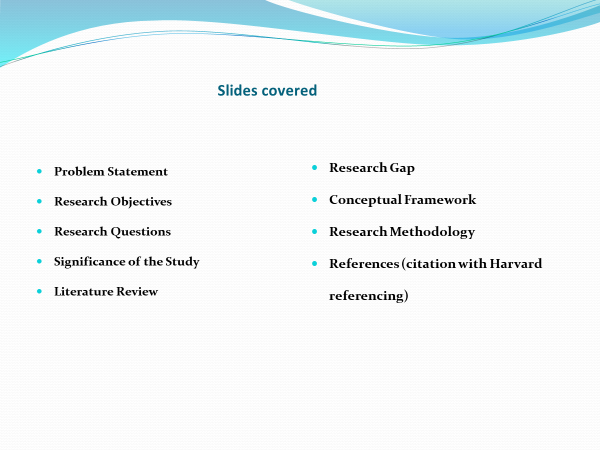 Slides covered
Problem Statement
Research Objectives
Research Questions
Significance of the Study
Literature Review
Research Gap
Conceptual Framework
Research Methodology
References (citation with Harvard
referencing)